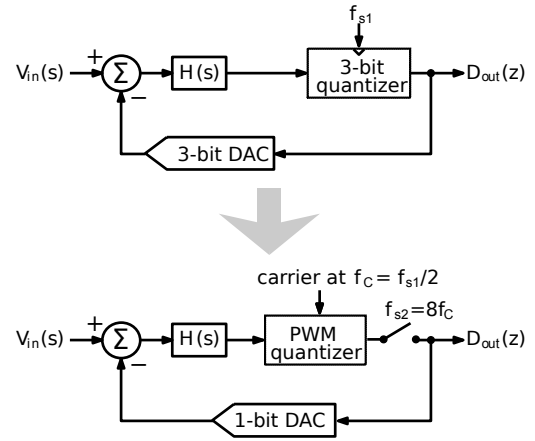 f_s1
V_in(s) + Σ − H(s) 3-bit quantizer D_out(z)
3-bit DAC
carrier at f_C = f_s1/2
V_in(s) + Σ − H(s) PWM quantizer f_s2=8f_C D_out(z)
1-bit DAC